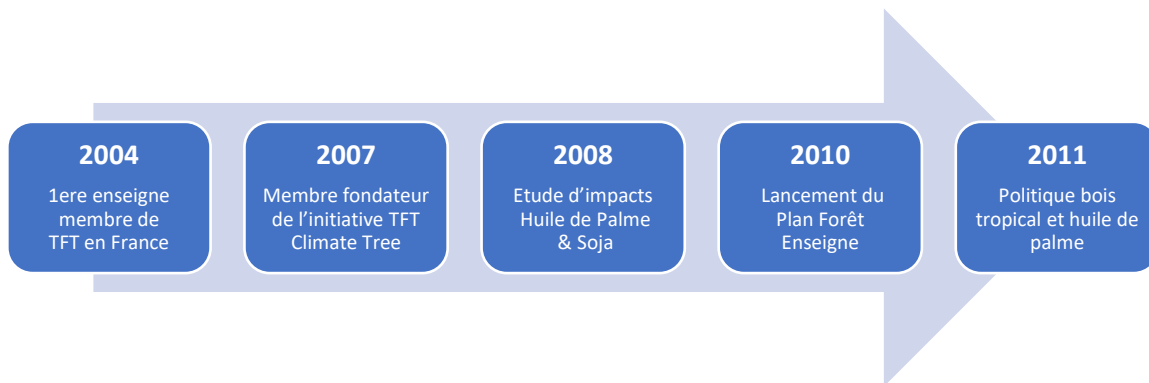 2004
1ere enseigne
membre de
TFT en France
2007
Membre fondateur
de l'initiative TFT
Climate Tree
2008
Etude d'impacts
Huile de Palme
& Soja
2010
Lancement du
Plan Forêt
Enseigne
2011
Politique bois
tropical et huile de
palme